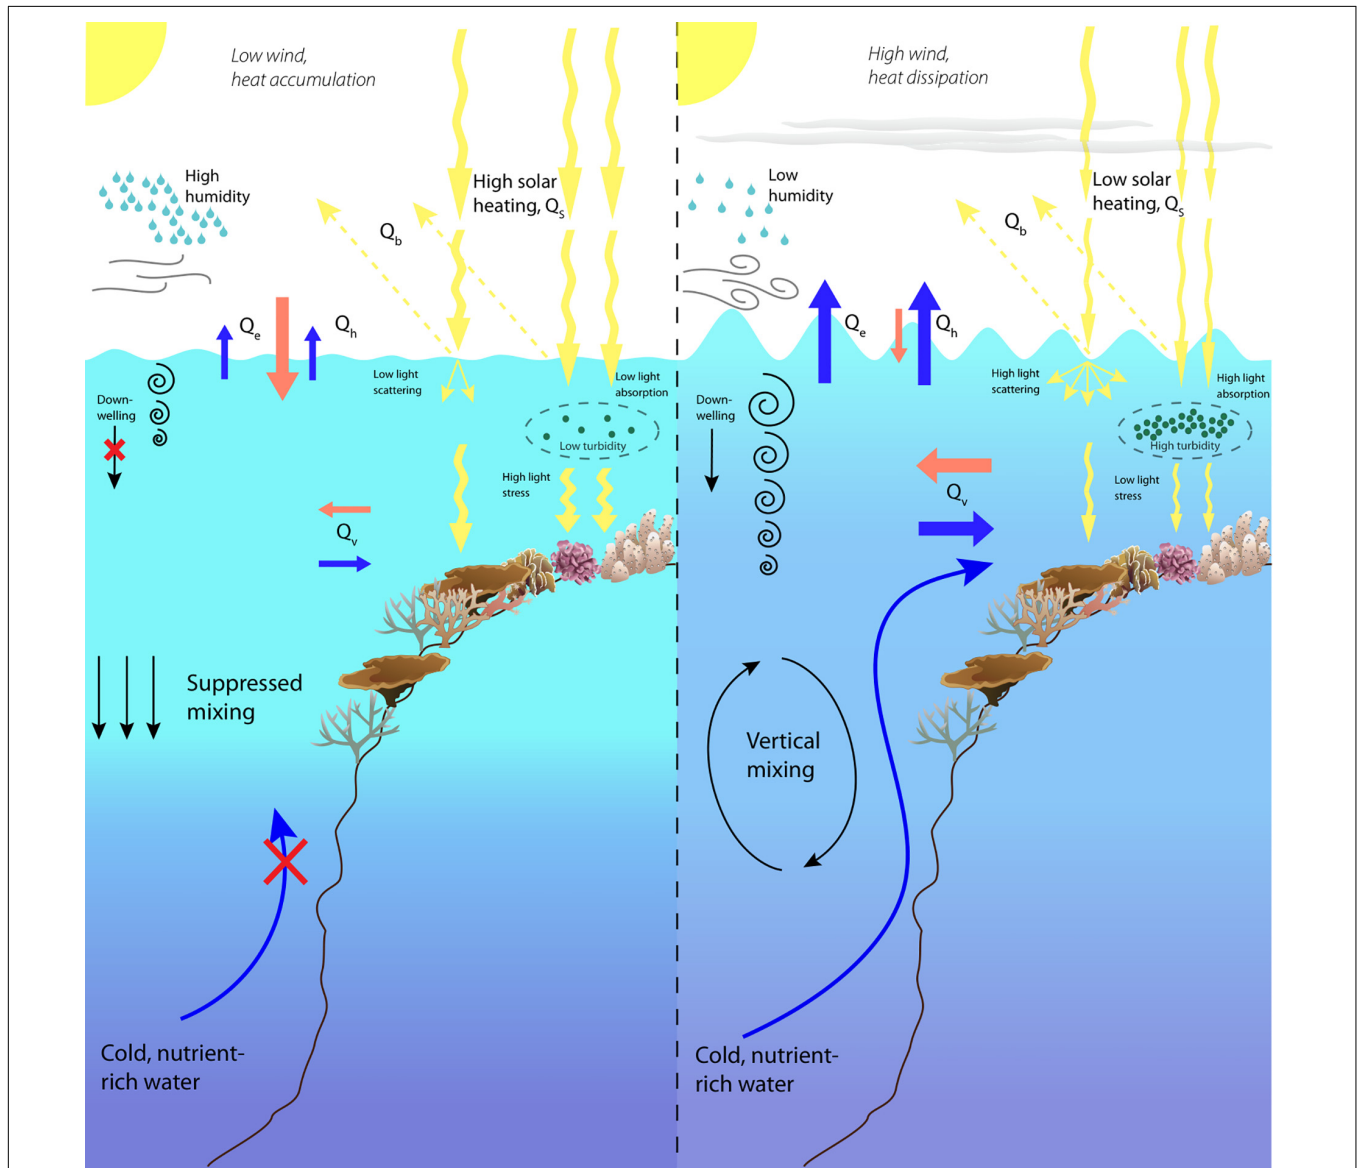 Low wind,
heat accumulation
High
humidity
High solar
heating, Qs
Qb
Qe
Qh
Low light
scattering
Low light
absorption
Down-
welling
Low turbidity
High light
stress
Qv
Suppressed
mixing
Cold, nutrient-
rich water
High wind,
heat dissipation
Low
humidity
Low solar
heating, Qs
Qb
Qe
Qh
High light
scattering
High light
absorption
Down-
welling
High turbidity
Low light
stress
Qv
Vertical
mixing
Cold, nutrient-
rich water